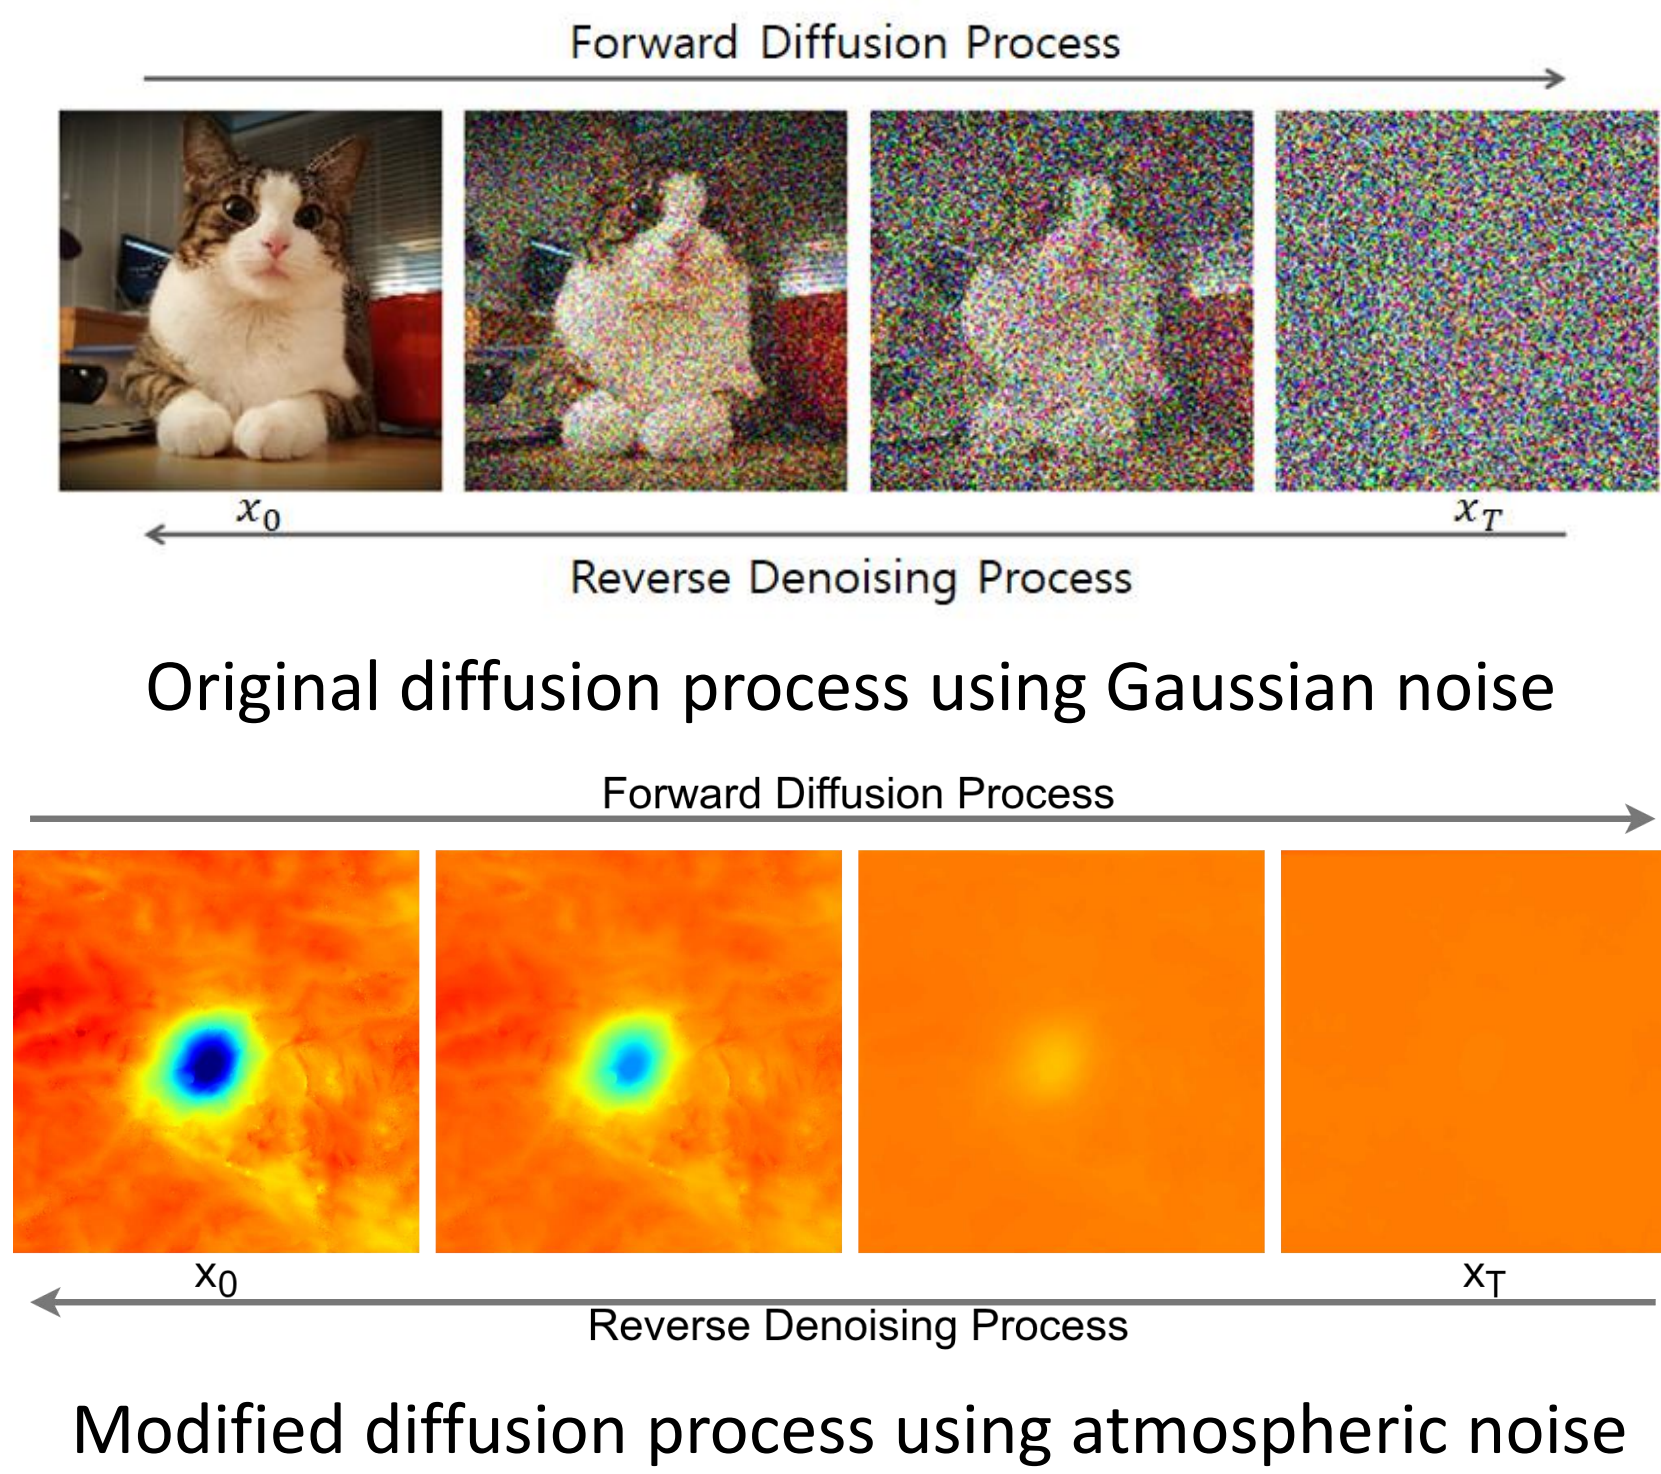 Forward Diffusion Process
x0
xT
Reverse Denoising Process
Original diffusion process using Gaussian noise
Forward Diffusion Process
x0
xT
Reverse Denoising Process
Modified diffusion process using atmospheric noise